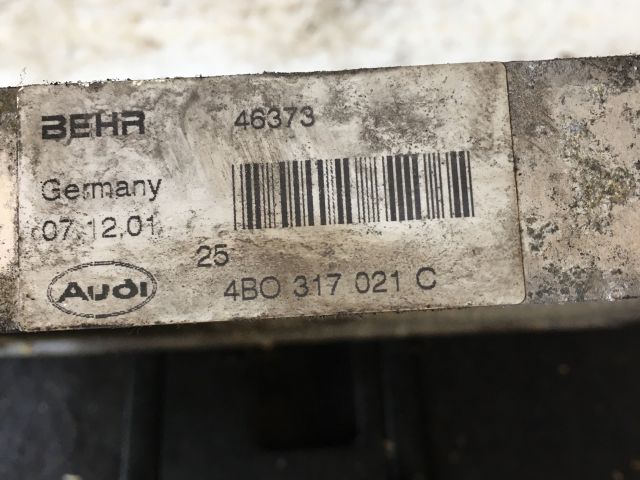 BEHR 46373
Germany
07.12.01
25
AUDI 4B0 317 021 C